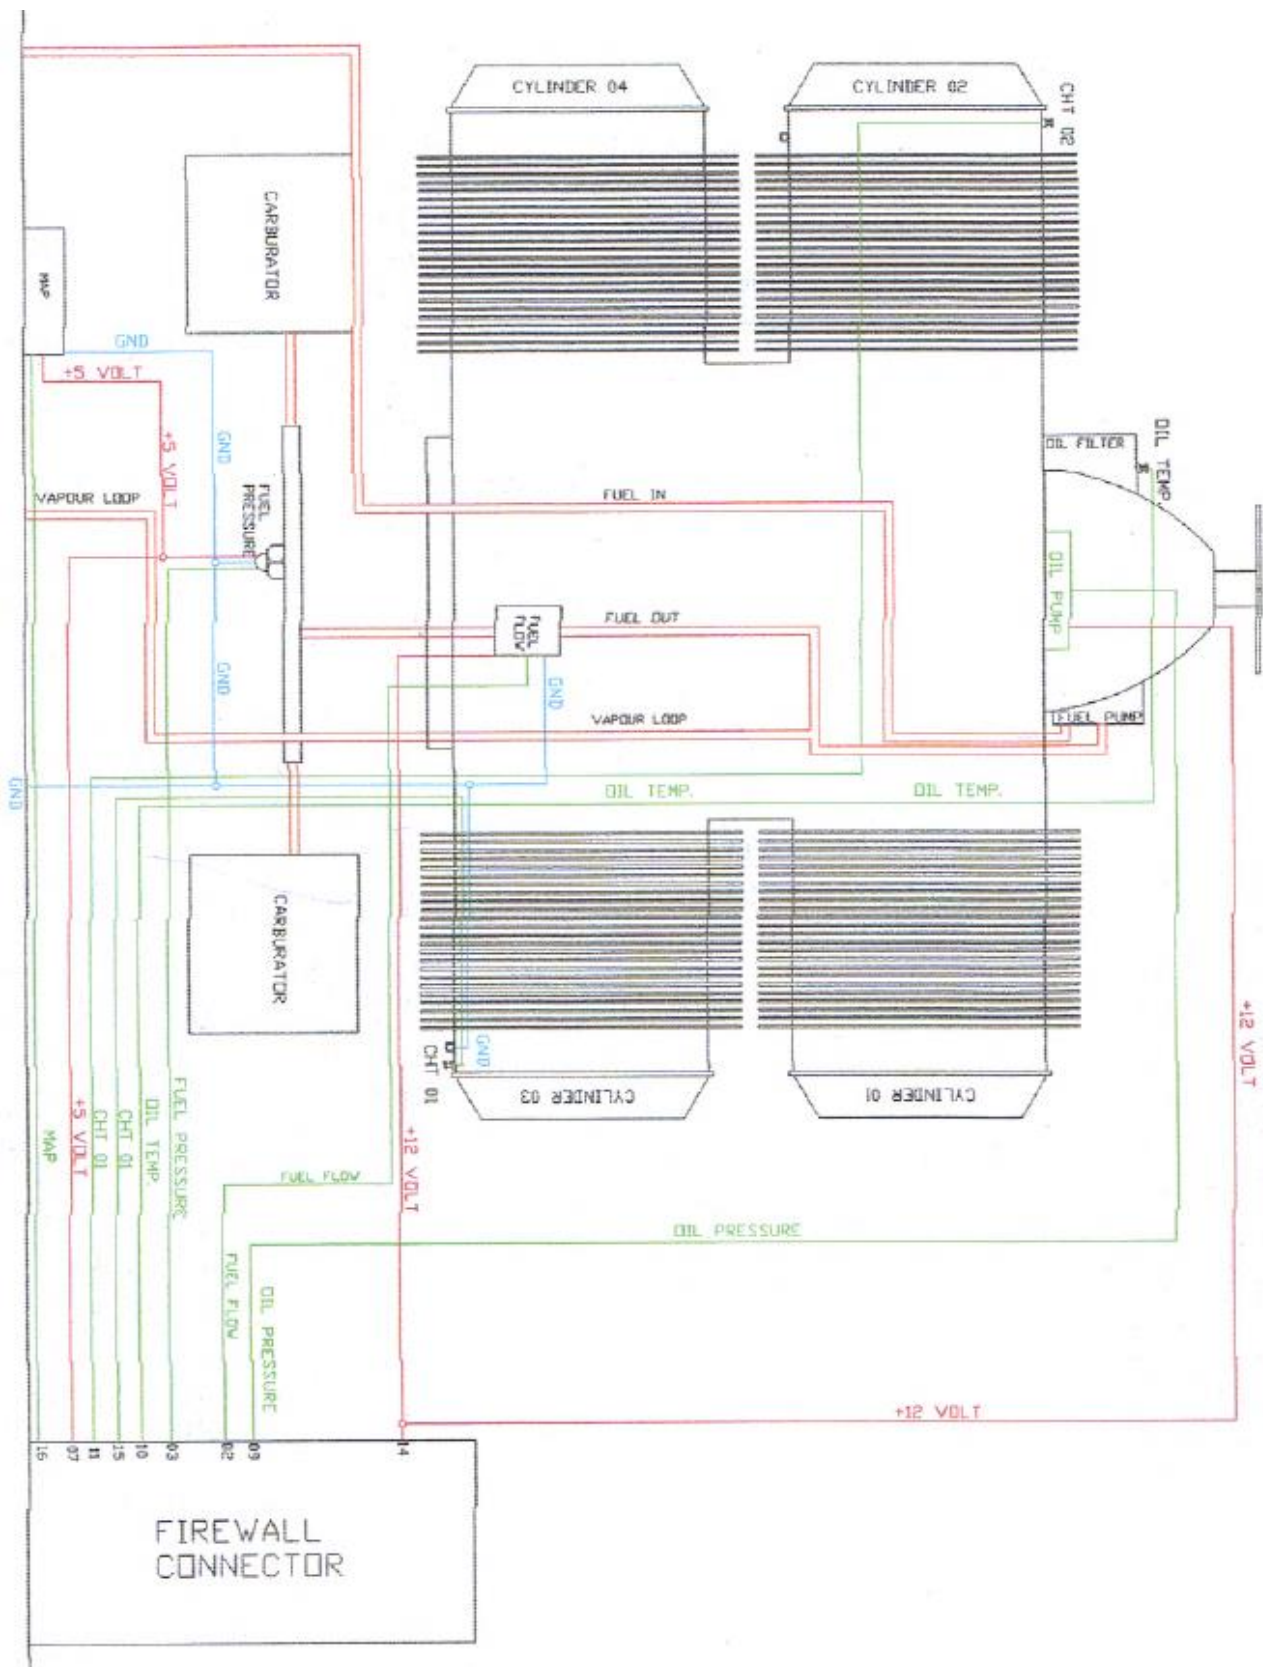 CYLINDER 04
CYLINDER 02
CHT 02
CARBURATOR
MAP
GND
+5 VOLT
+5 VOLT
GND
OIL FILTER
OIL TEMP.
VAPOUR LOOP
FUEL
PRESSURE
FUEL IN
OIL PUMP
FUEL
FLOW
FUEL OUT
GND
GND
VAPOUR LOOP
FUEL PUMP
GND
OIL TEMP.
OIL TEMP.
CARBURATOR
GND
CHT 01
CYLINDER 03
CYLINDER 01
+12 VOLT
MAP
+5 VOLT
CHT 01
CHT 01
OIL TEMP.
FUEL PRESSURE
+12 VOLT
FUEL FLOW
OIL PRESSURE
FUEL FLOW
OIL PRESSURE
+12 VOLT
16
07
11
15
10
03
02
09
14
FIREWALL
CONNECTOR